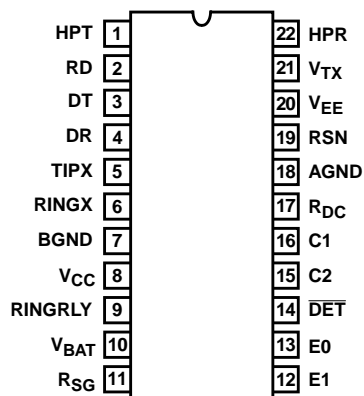 HPT 1 22 HPR
RD 2 21 VTX
DT 3 20 VEE
DR 4 19 RSN
TIPX 5 18 AGND
RINGX 6 17 RDC
BGND 7 16 C1
VCC 8 15 C2
RINGRLY 9 14 DET
VBAT 10 13 E0
RSG 11 12 E1